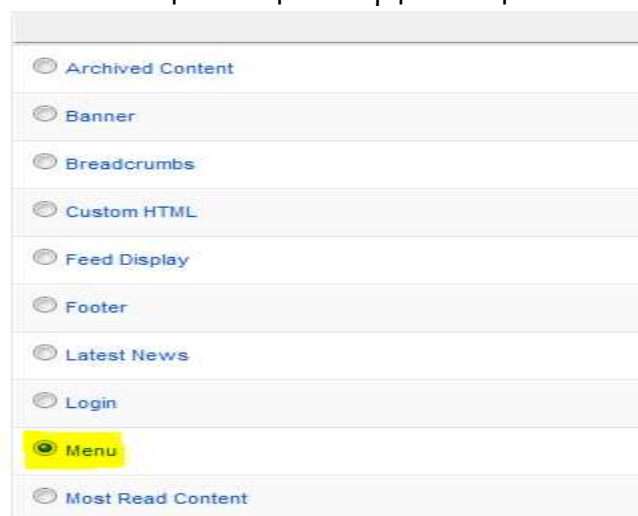 Archived Content
Banner
Breadcrumbs
Custom HTML
Feed Display
Footer
Latest News
Login
Menu
Most Read Content